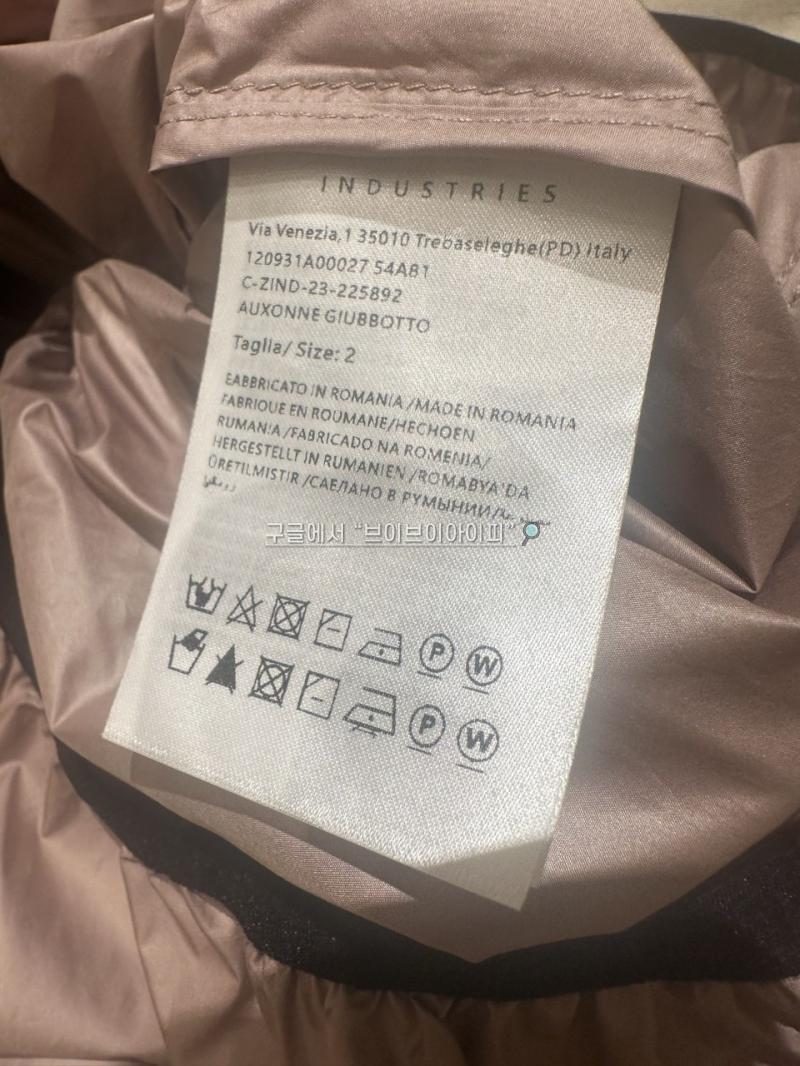 INDUSTRIES
Via Venezia,1 35010 Trebaseleghe(PD) Italy
120931A00027 54A81
C-ZIND-23-225892
AUXONNE GIUBBOTTO
Taglia/ Size: 2
FABBRICATO IN ROMANIA /MADE IN ROMANIA
FABRIQUE EN ROUMANE/HECHOEN
RUMANIA /FABRICADO NA ROMENIA/
HERGESTELLT IN RUMANIEN /ROMABYA'DA
ÜRETILMISTIR /САЕЛАНО В РУМЫНИИ/
구글에서 "브이브이아이피"
P W
P W